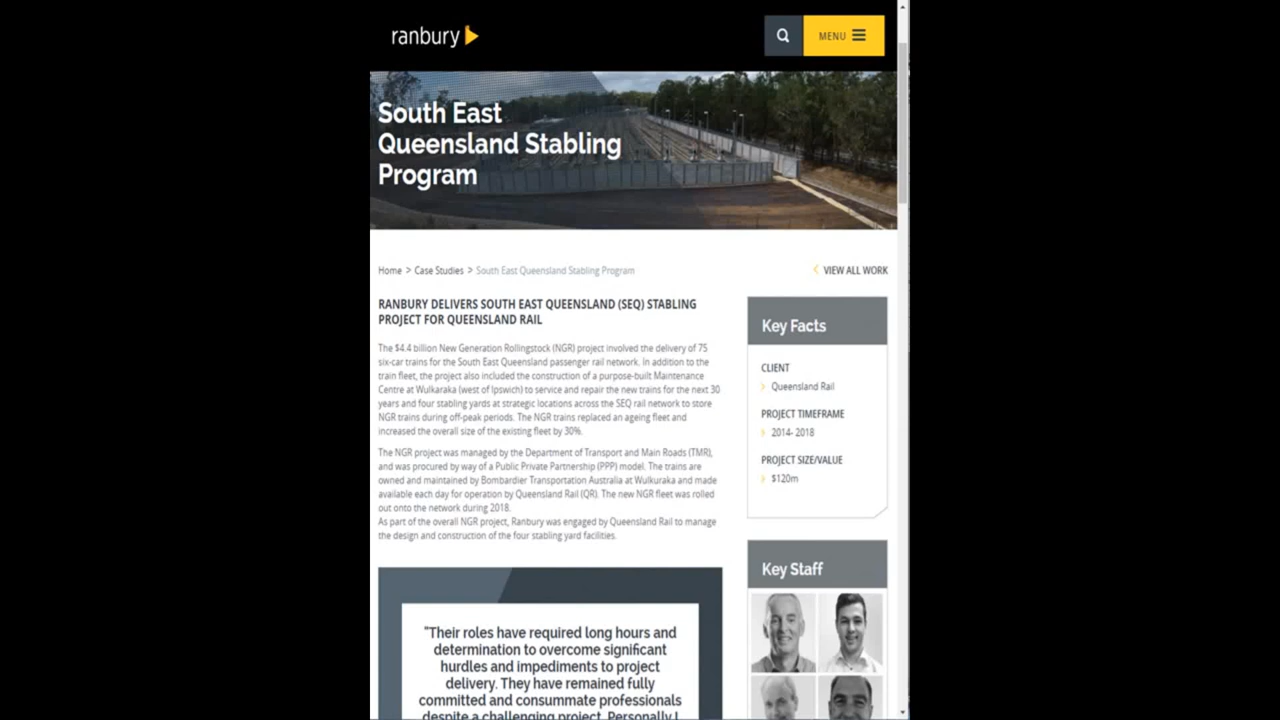 ranbury
MENU
South East
Queensland Stabling
Program
Home > Case Studies > South East Queensland Stabling Program
VIEW ALL WORK
RANBURY DELIVERS SOUTH EAST QUEENSLAND (SEQ) STABLING
PROJECT FOR QUEENSLAND RAIL
The $4.4 billion New Generation Rollingstock (NGR) project involved the delivery of 75
six-car trains for the South East Queensland passenger rail network. In addition to the
train fleet, the project also included the construction of a purpose-built Maintenance
Centre at Wulkaraka (west of Ipswich) to service and repair the new trains for the next 30
years and four stabling yards at strategic locations across the SEQ rail network to store
NGR trains during off-peak periods. The NGR trains replaced an ageing fleet and
increased the overall size of the existing fleet by 30%.
The NGR project was managed by the Department of Transport and Main Roads (TMR),
and was procured by way of a Public Private Partnership (PPP) model. The trains are
owned and maintained by Bombardier Transportation Australia at Wulkuraka and made
available each day for operation by Queensland Rail (QR). The new NGR fleet was rolled
out onto the network during 2018.
As part of the overall NGR project, Ranbury was engaged by Queensland Rail to manage
the design and construction of the four stabling yard facilities.
"Their roles have required long hours and
determination to overcome significant
hurdles and impediments to project
delivery. They have remained fully
committed and consummate professionals
despite a challenging project. Personally I
Key Facts
CLIENT
Queensland Rail
PROJECT TIMEFRAME
2014- 2018
PROJECT SIZE/VALUE
$120m
Key Staff